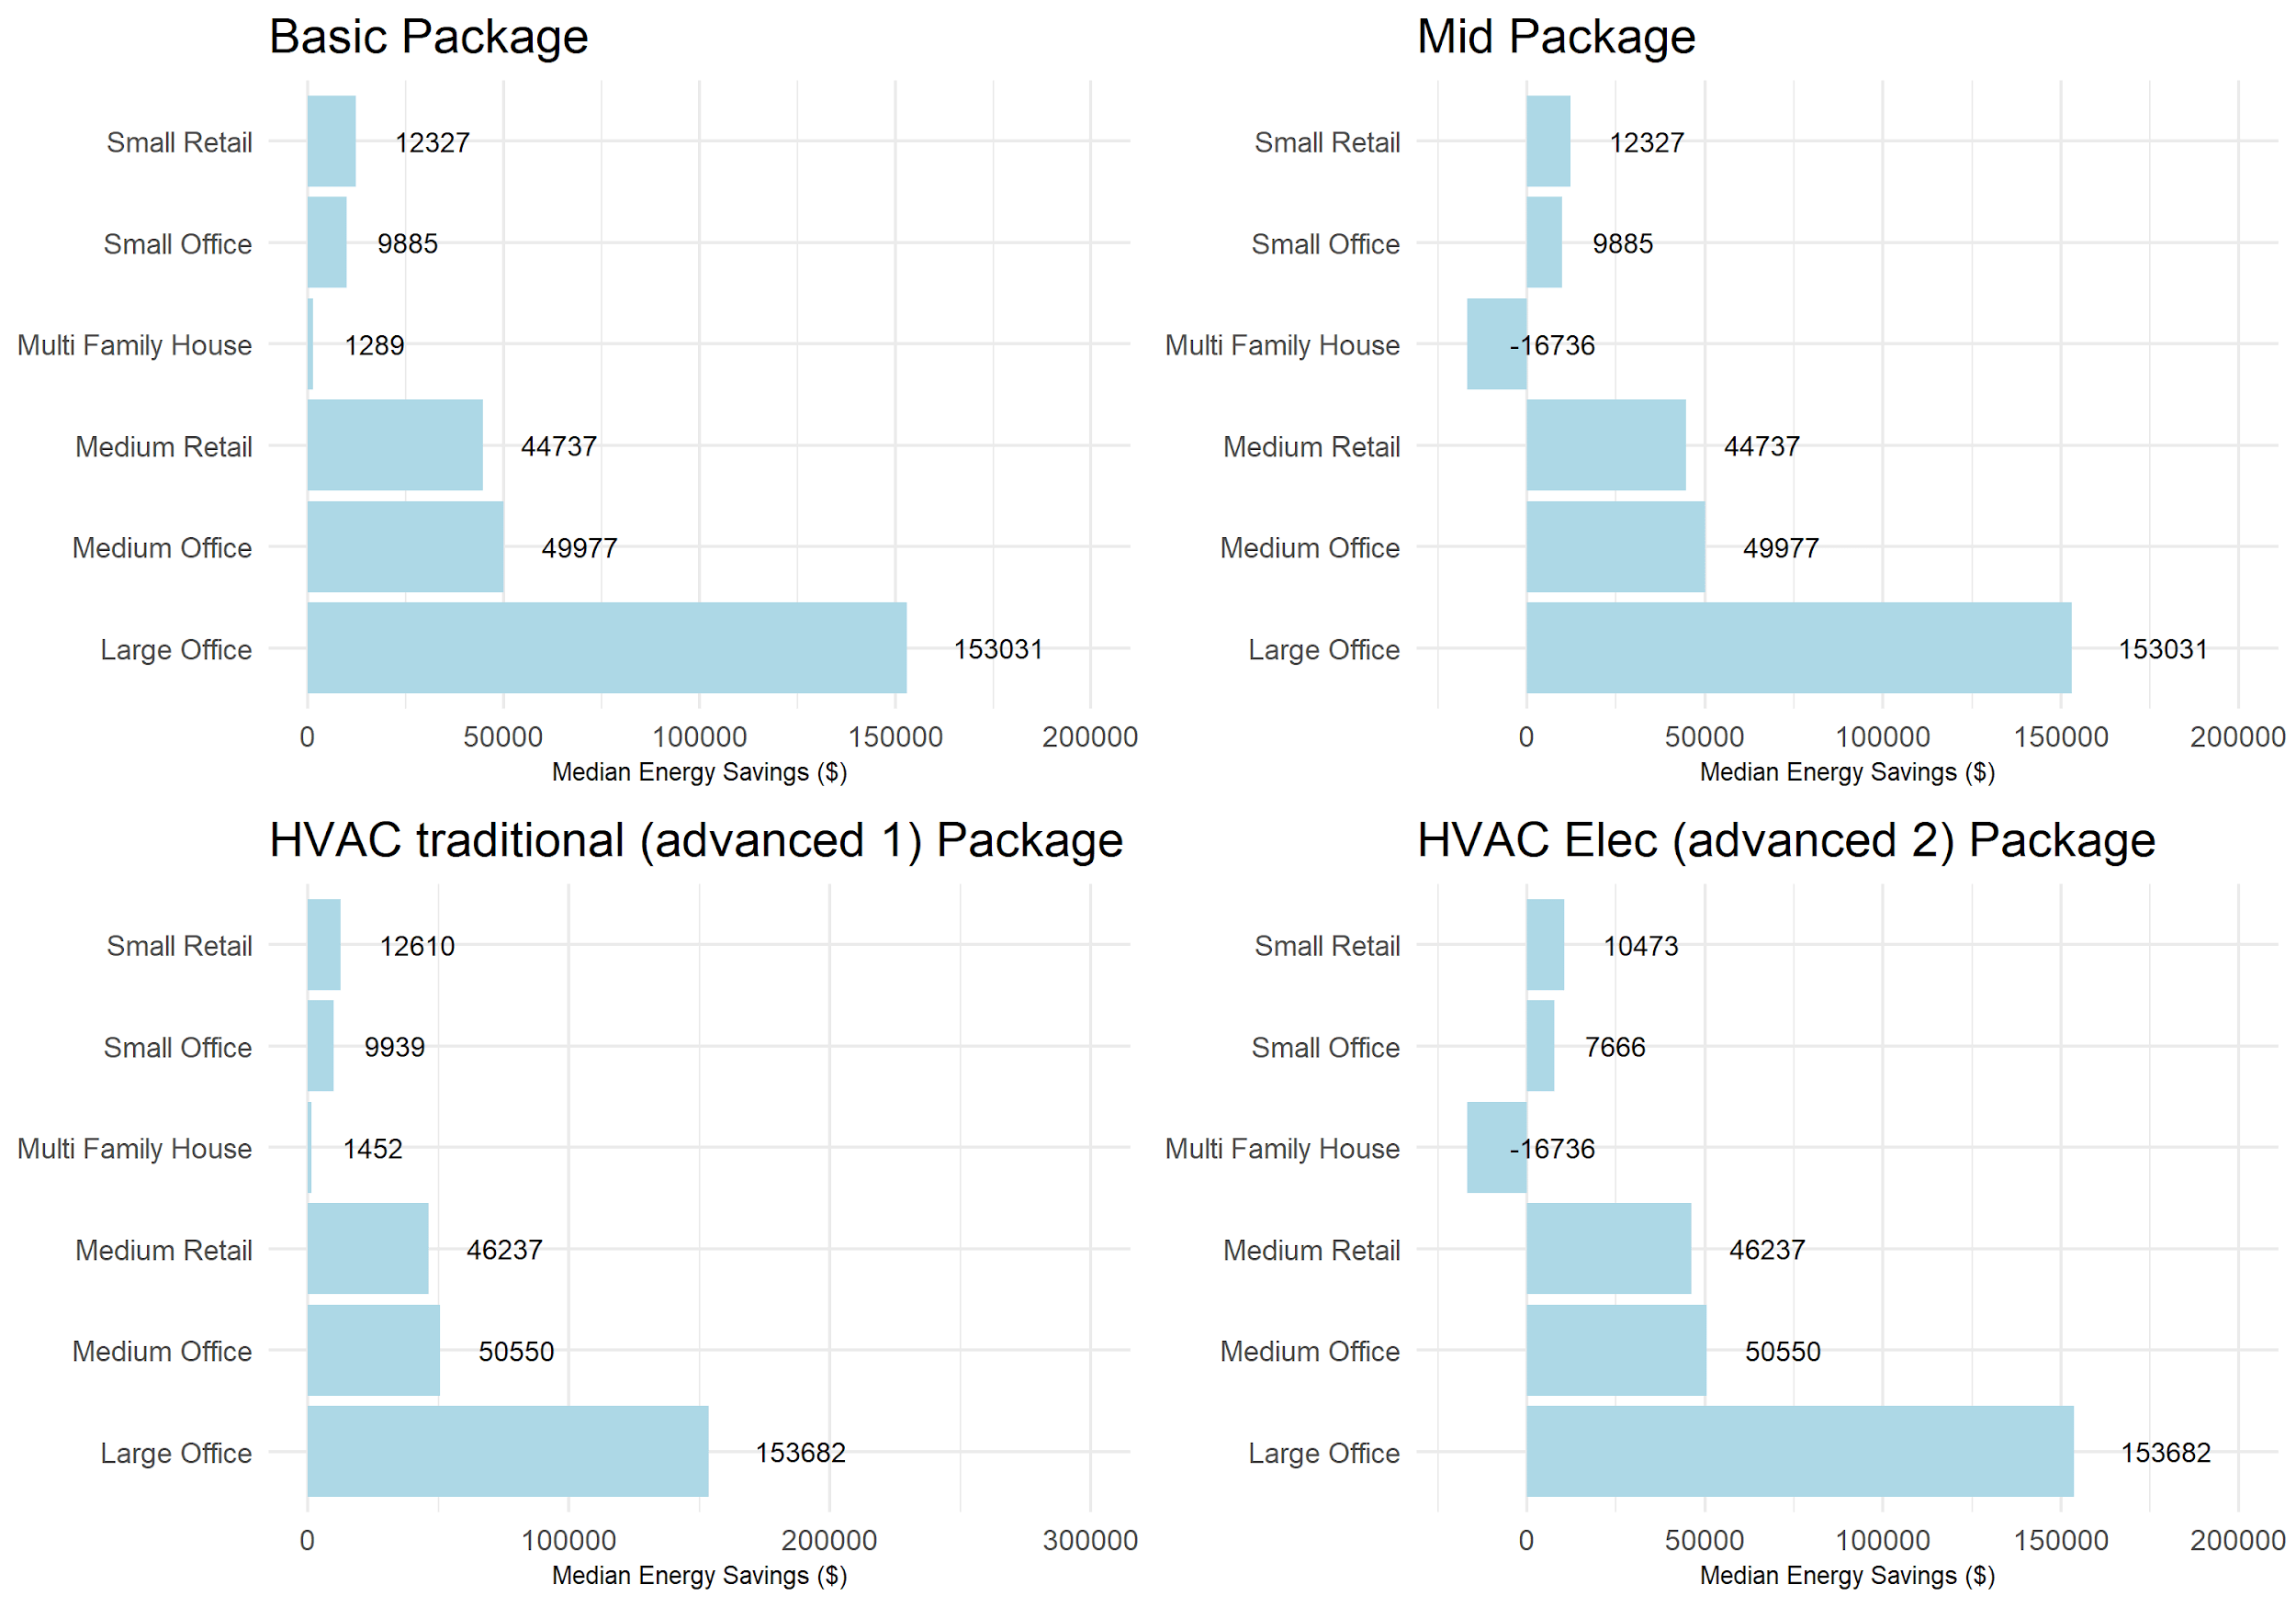 Basic Package
Small Retail 12327
Small Office 9885
Multi Family House 1289
Medium Retail 44737
Medium Office 49977
Large Office 153031
0 50000 100000 150000 200000
Median Energy Savings ($)
Mid Package
Small Retail 12327
Small Office 9885
Multi Family House -16736
Medium Retail 44737
Medium Office 49977
Large Office 153031
0 50000 100000 150000 200000
Median Energy Savings ($)
HVAC traditional (advanced 1) Package
Small Retail 12610
Small Office 9939
Multi Family House 1452
Medium Retail 46237
Medium Office 50550
Large Office 153682
0 100000 200000 300000
Median Energy Savings ($)
HVAC Elec (advanced 2) Package
Small Retail 10473
Small Office 7666
Multi Family House -16736
Medium Retail 46237
Medium Office 50550
Large Office 153682
0 50000 100000 150000 200000
Median Energy Savings ($)